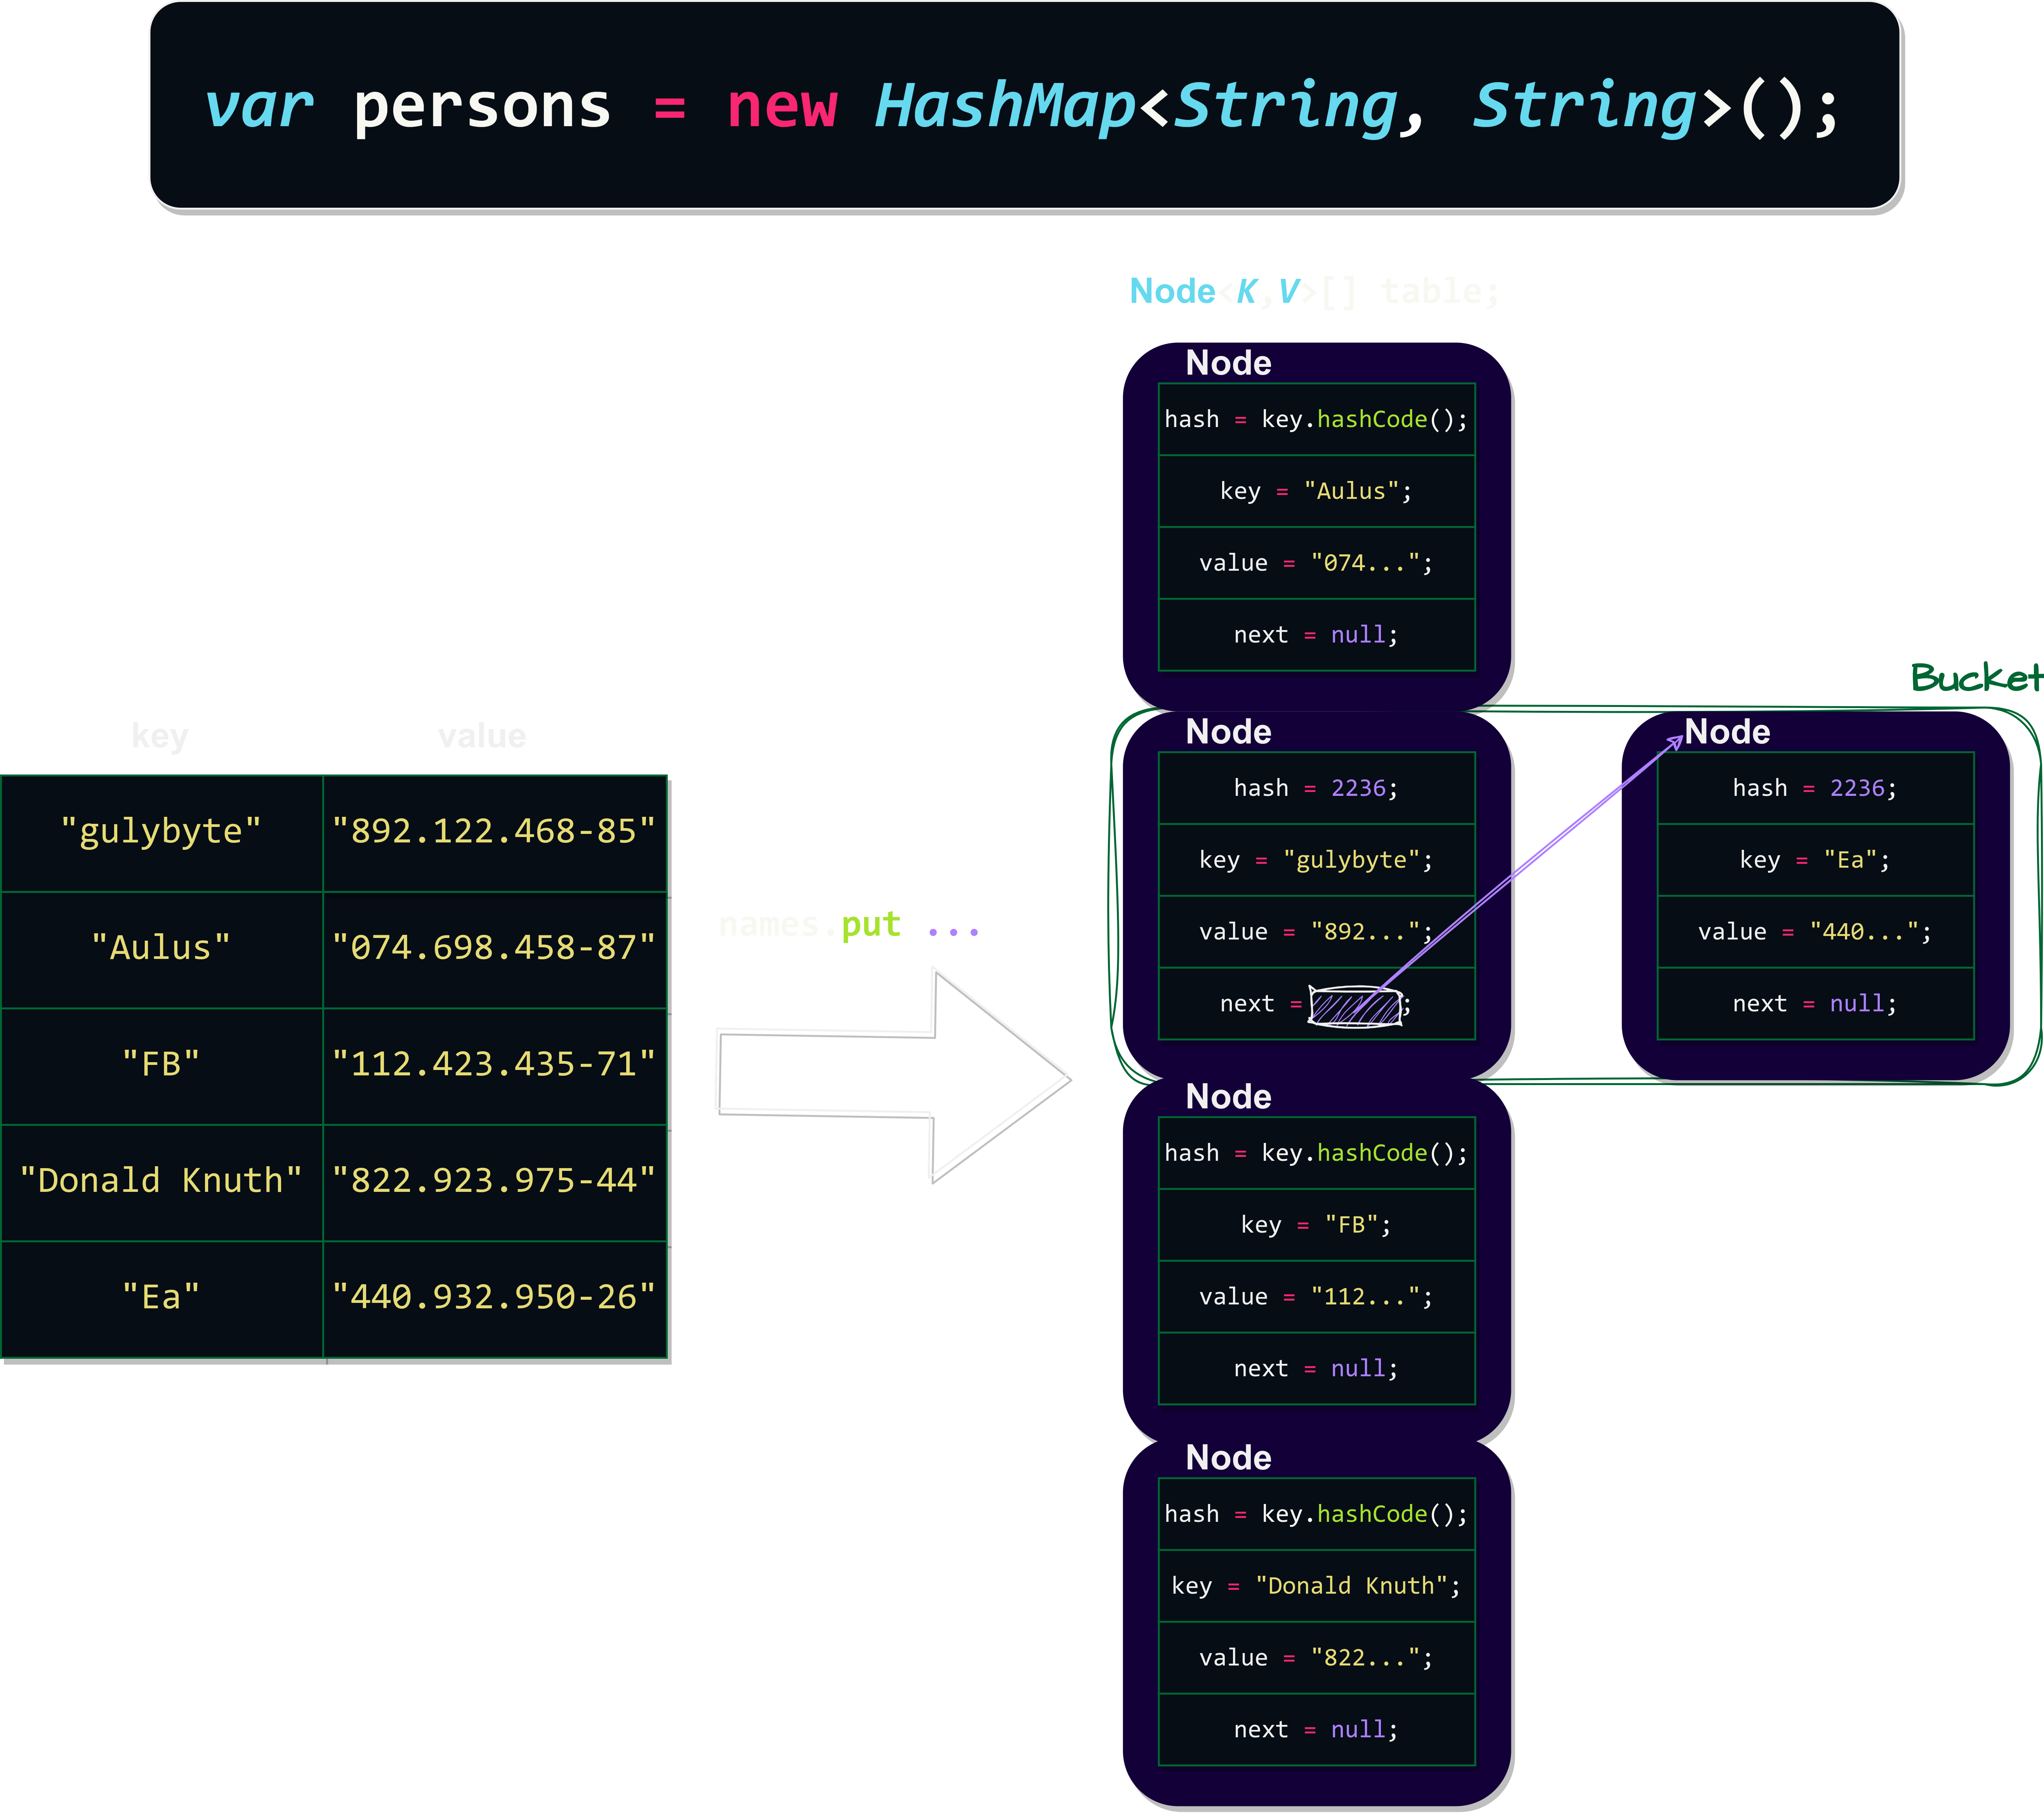 var persons = new HashMap<String, String>();
Node<K,V>[] table;
Node
hash = key.hashCode();
key = "Aulus";
value = "074...";
next = null;
Bucket
Node
hash = 2236;
key = "gulybyte";
value = "892...";
next = ;
Node
hash = 2236;
key = "Ea";
value = "440...";
next = null;
key value
"gulybyte" "892.122.468-85"
"Aulus" "074.698.458-87"
"FB" "112.423.435-71"
"Donald Knuth" "822.923.975-44"
"Ea" "440.932.950-26"
names.put ...
Node
hash = key.hashCode();
key = "FB";
value = "112...";
next = null;
Node
hash = key.hashCode();
key = "Donald Knuth";
value = "822...";
next = null;